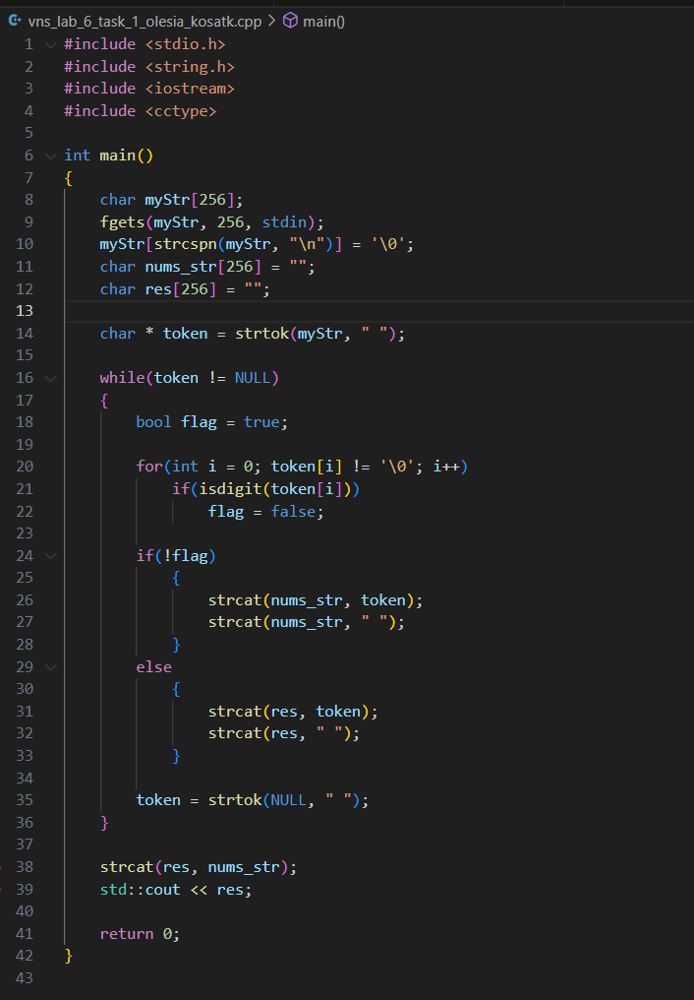 vns_lab_6_task_1_olesia_kosatk.cpp > main()
1 #include <stdio.h>
2 #include <string.h>
3 #include <iostream>
4 #include <cctype>
5
6 int main()
7 {
8     char myStr[256];
9     fgets(myStr, 256, stdin);
10     myStr[strcspn(myStr, "\n")] = '\0';
11     char nums_str[256] = "";
12     char res[256] = "";
13
14     char * token = strtok(myStr, " ");
15
16     while(token != NULL)
17     {
18         bool flag = true;
19
20         for(int i = 0; token[i] != '\0'; i++)
21             if(isdigit(token[i]))
22                 flag = false;
23
24         if(!flag)
25             {
26                 strcat(nums_str, token);
27                 strcat(nums_str, " ");
28             }
29         else
30             {
31                 strcat(res, token);
32                 strcat(res, " ");
33             }
34
35         token = strtok(NULL, " ");
36     }
37
38     strcat(res, nums_str);
39     std::cout << res;
40
41     return 0;
42 }
43